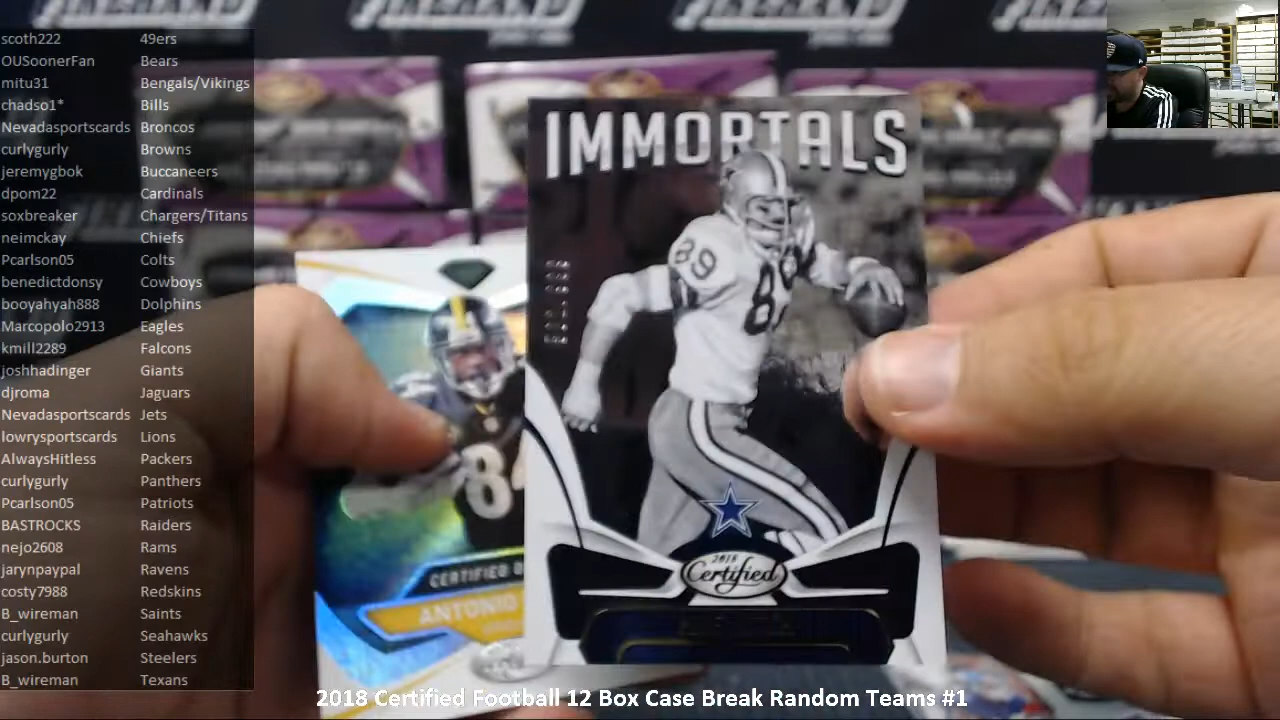 scoth222 49ers
OUSoonerFan Bears
mitu31 Bengals/Vikings
chadso1* Bills
Nevadasportscards Broncos
curlygurly Browns
jeremygbok Buccaneers
dpom22 Cardinals
soxbreaker Chargers/Titans
neimckay Chiefs
Pcarlson05 Colts
benedictdonsy Cowboys
booyahyah888 Dolphins
Marcopolo2913 Eagles
kmill2289 Falcons
joshhadinger Giants
djroma Jaguars
Nevadasportscards Jets
lowrysportscards Lions
AlwaysHitless Packers
curlygurly Panthers
Pcarlson05 Patriots
BASTROCKS Raiders
nejo2608 Rams
jarynpaypal Ravens
costy7988 Redskins
B_wireman Saints
curlygurly Seahawks
jason.burton Steelers
B_wireman Texans
IMMORTALS
89
89
84
2018
Certified
CERTIFIED
ANTONIO
2018 Certified Football 12 Box Case Break Random Teams #1